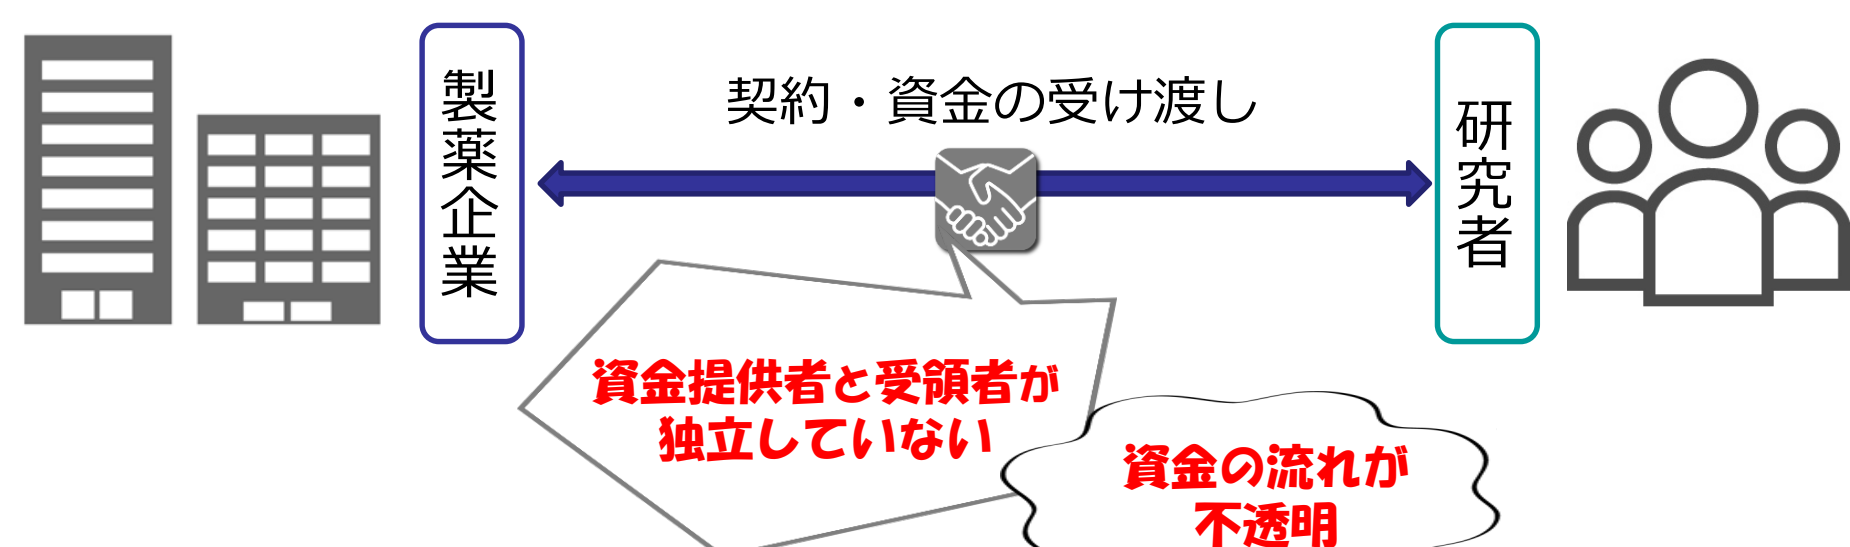 製薬企業
契約・資金の受け渡し
研究者
資金提供者と受領者が
独立していない
資金の流れが
不透明